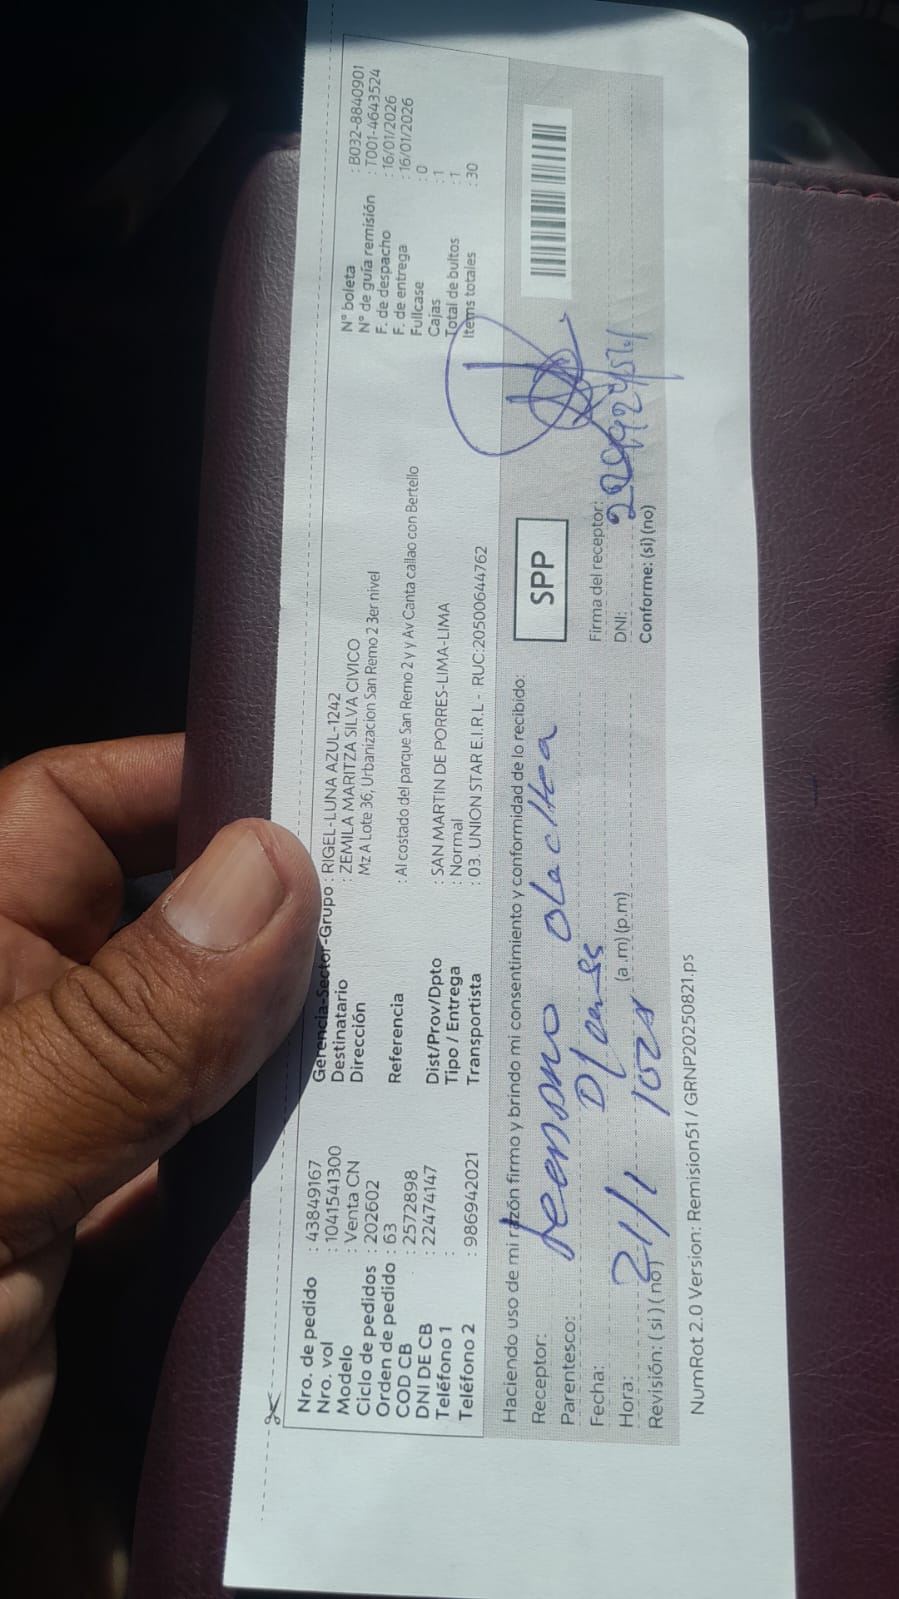 Nro. de pedido : 43849167
Nro. vol : 1041541300
Modelo : Venta CN
Ciclo de pedidos : 202602
Orden de pedido : 63
COD CB : 2572898
DNI DE CB : 22474147
Teléfono 1 :
Teléfono 2 : 986942021
Gerencia-Sector-Grupo : RIGEL-LUNA AZUL-1242
Destinatario : ZEMILA MARITZA SILVA CIVICO
Dirección Mz A Lote 36, Urbanizacion San Remo 2 3er nivel
Referencia : Al costado del parque San Remo 2 y y Av Canta callao con Bertello
Dist/Prov/Dpto : SAN MARTIN DE PORRES-LIMA-LIMA
Tipo / Entrega : Normal
Transportista : 03. UNION STAR E.I.R.L - RUC:20500644762
N° boleta : B032-8840901
N° de guía remisión : T001-4643524
F. de despacho : 16/01/2026
F. de entrega : 16/01/2026
Fullcase : 0
Cajas : 1
Total de bultos : 1
Items totales : 30
Haciendo uso de mi razón firmo y brindo mi consentimiento y conformidad de lo recibido:
Receptor:
Parentesco:
Fecha: 21/1
Hora: (a .m) (p.m)
Revisión: ( si ) ( no )
SPP
Firma del receptor:
DNI:
Conforme: (si) (no)
NumRot 2.0 Version: Remision51 / GRNP20250821.ps